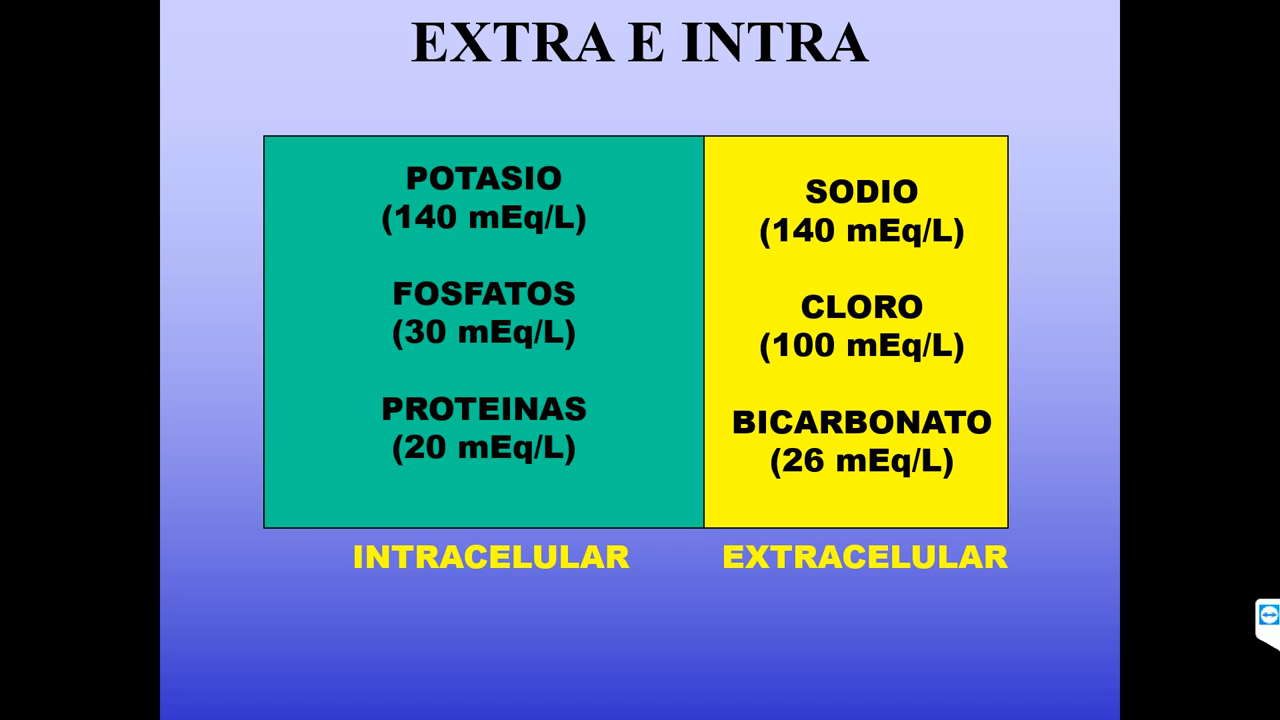 EXTRA E INTRA
POTASIO
(140 mEq/L)
FOSFATOS
(30 mEq/L)
PROTEINAS
(20 mEq/L)
SODIO
(140 mEq/L)
CLORO
(100 mEq/L)
BICARBONATO
(26 mEq/L)
INTRACELULAR
EXTRACELULAR